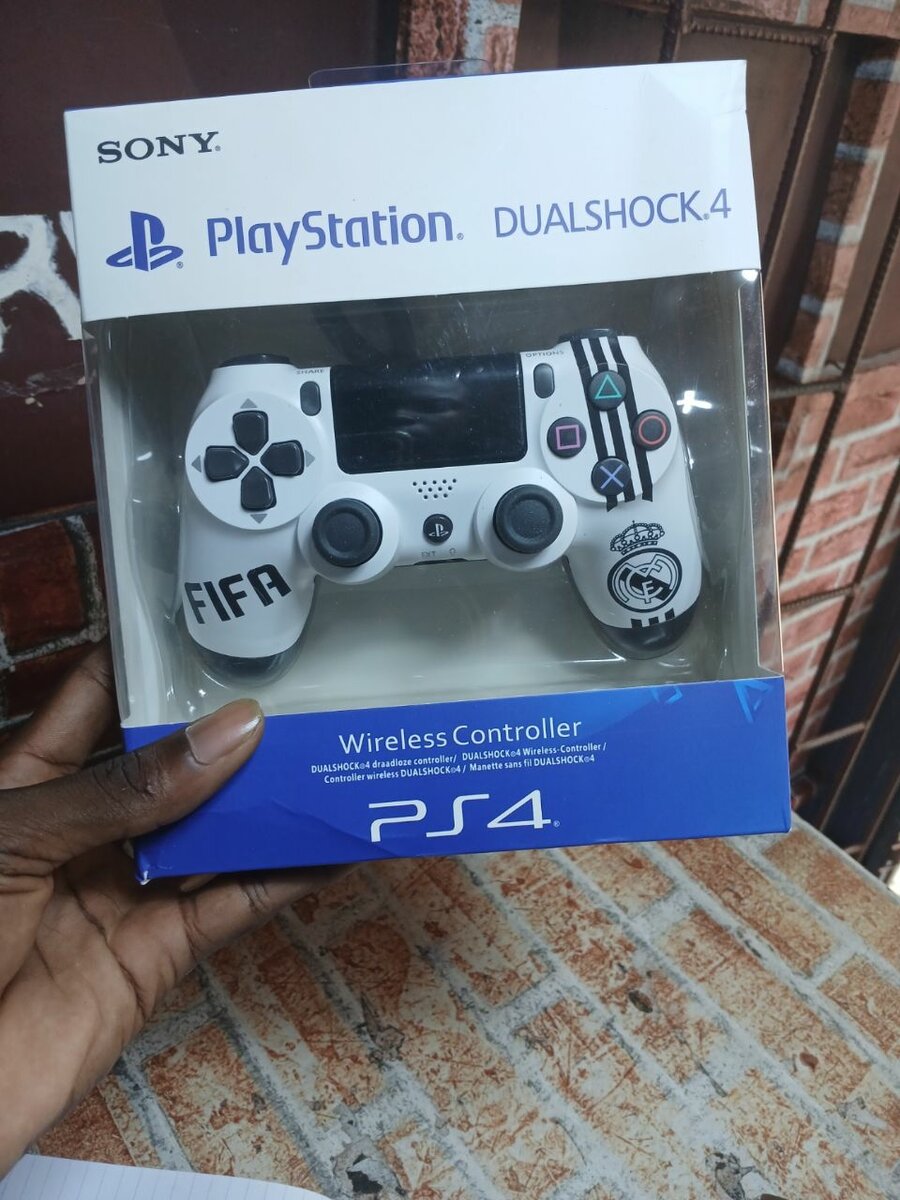 SONY®
PlayStation® DUALSHOCK®4
SHARE
OPTIONS
EXT
FIFA
Wireless Controller
DUALSHOCK®4 draadloze controller/ DUALSHOCK®4 Wireless-Controller /
Controller wireless DUALSHOCK®4 / Manette sans fil DUALSHOCK®4
PS4®